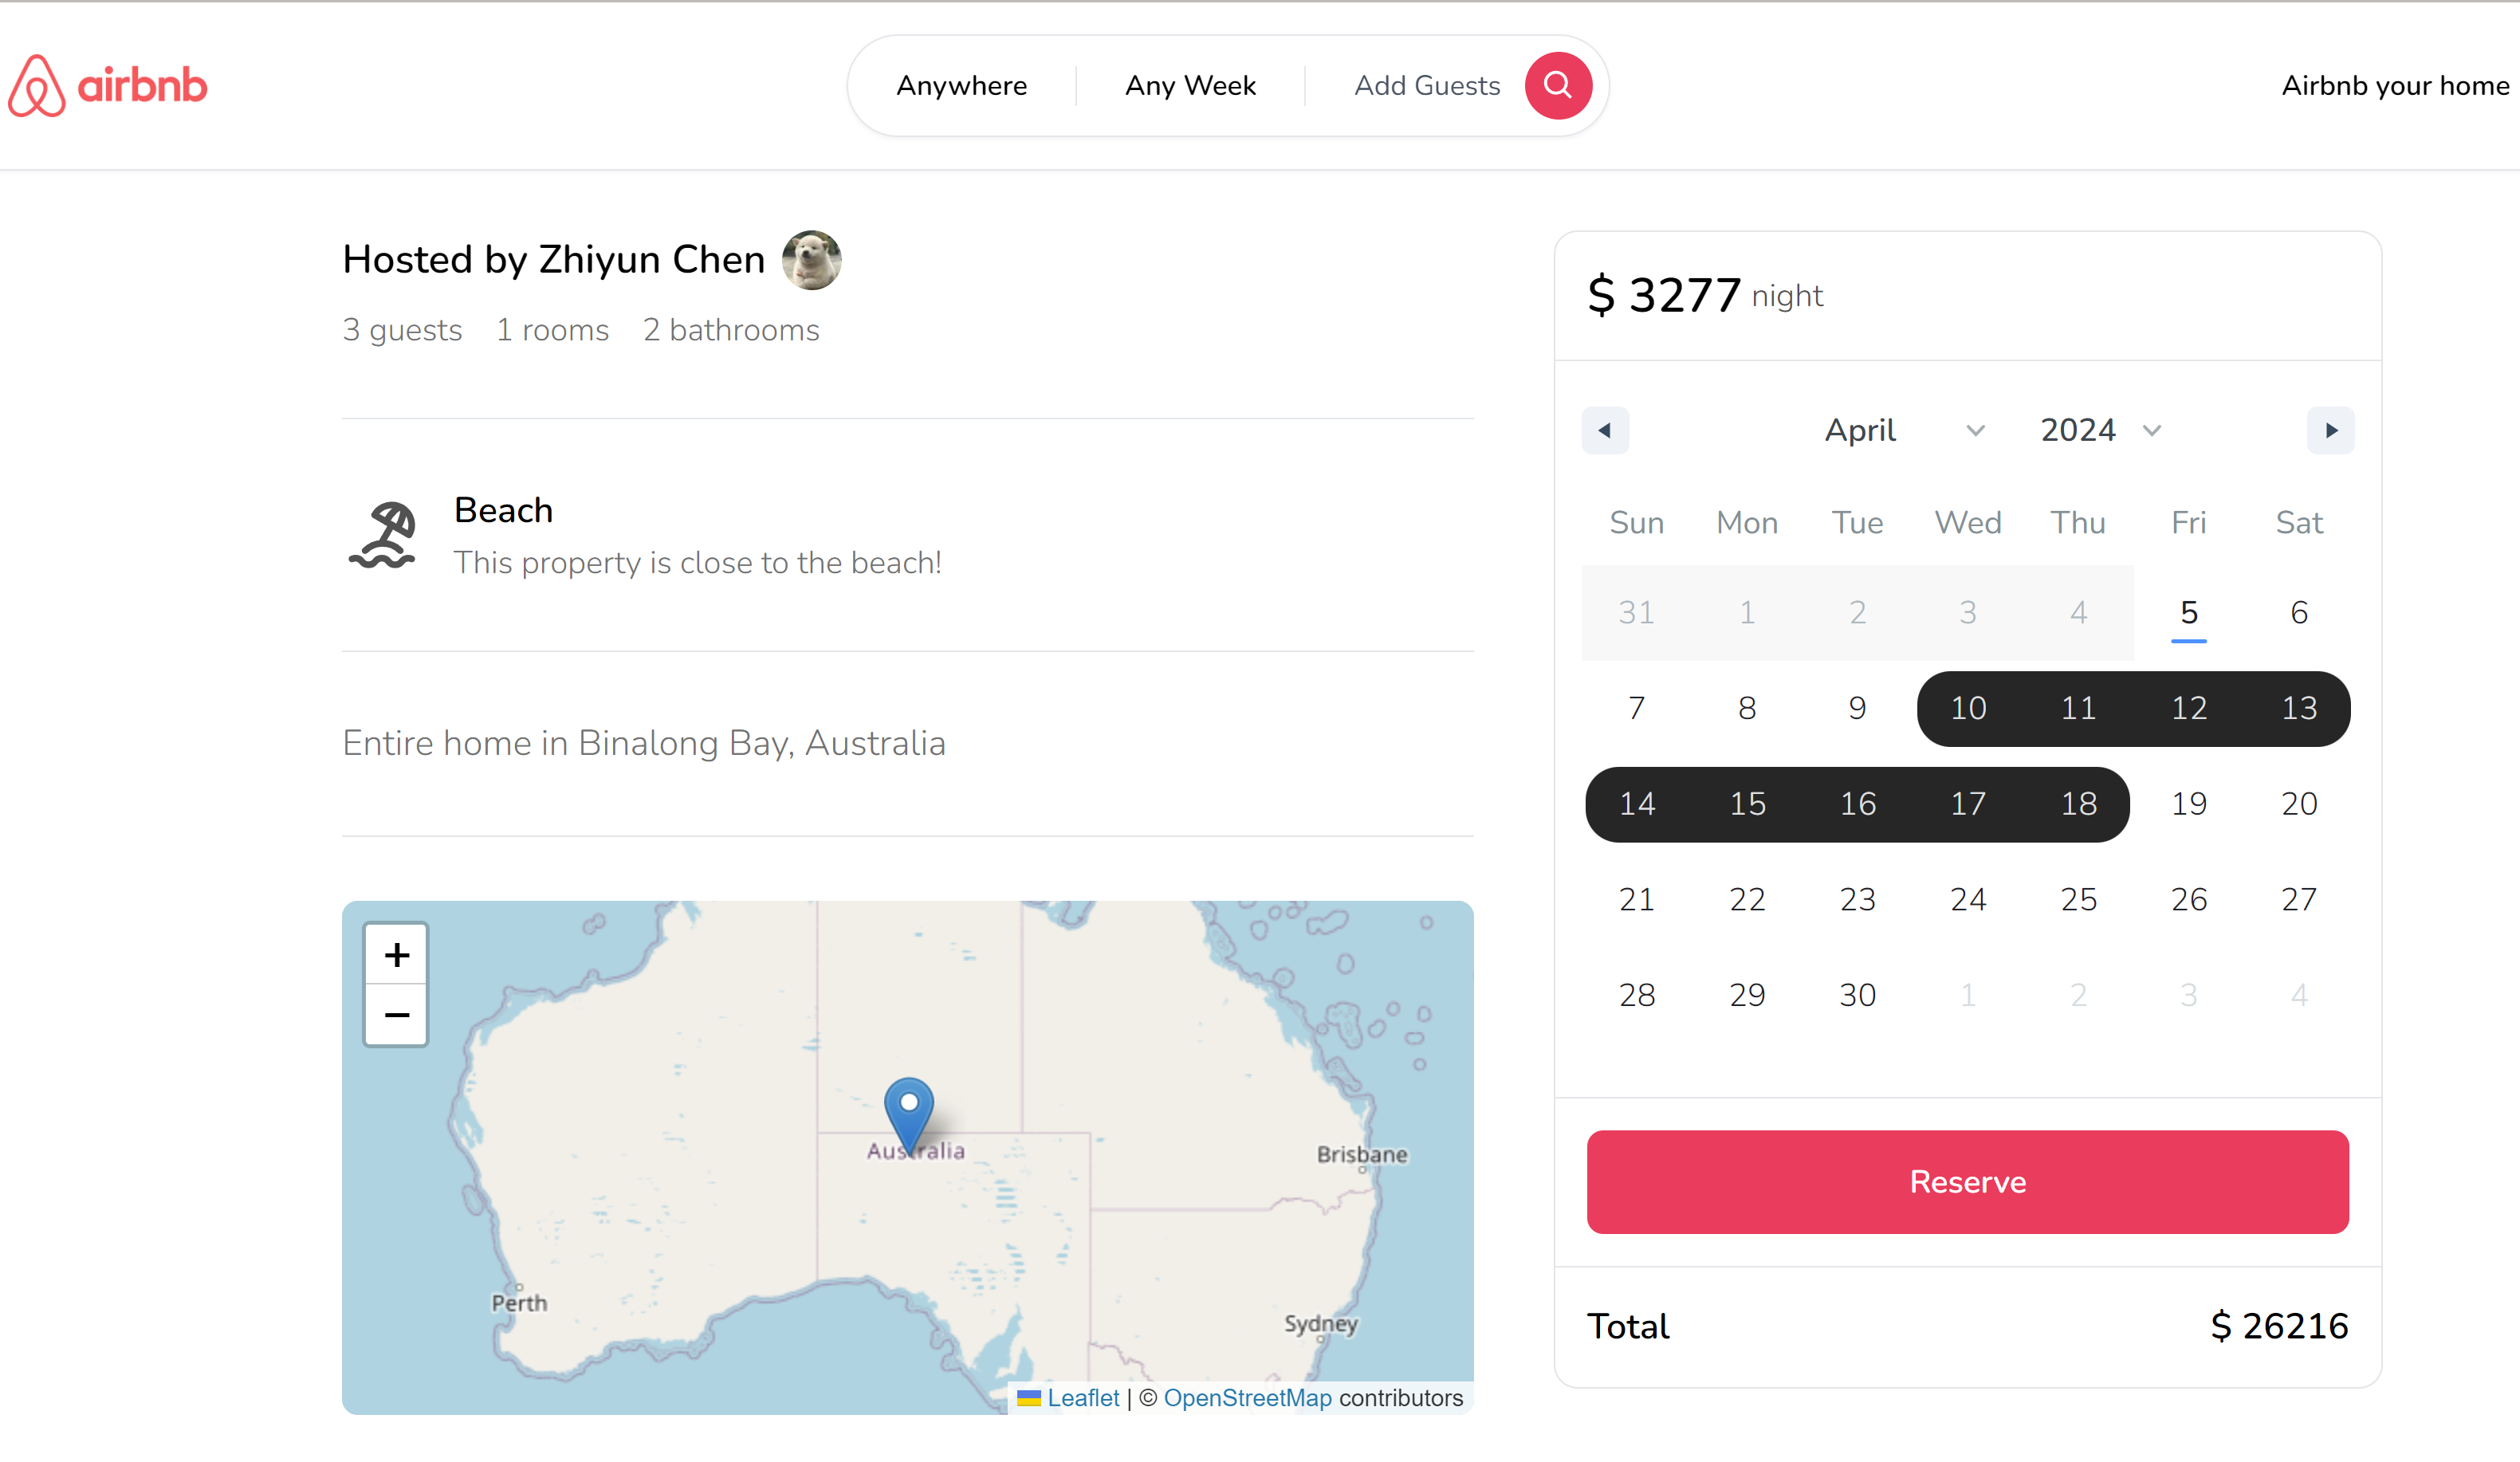 airbnb
Anywhere Any Week Add Guests
Airbnb your home
Hosted by Zhiyun Chen
3 guests 1 rooms 2 bathrooms
Beach
This property is close to the beach!
Entire home in Binalong Bay, Australia
+
−
Australia
Brisbane
Perth
Sydney
Leaflet | © OpenStreetMap contributors
$ 3277 night
April 2024
Sun Mon Tue Wed Thu Fri Sat
31 1 2 3 4 5 6
7 8 9 10 11 12 13
14 15 16 17 18 19 20
21 22 23 24 25 26 27
28 29 30 1 2 3 4
Reserve
Total $ 26216